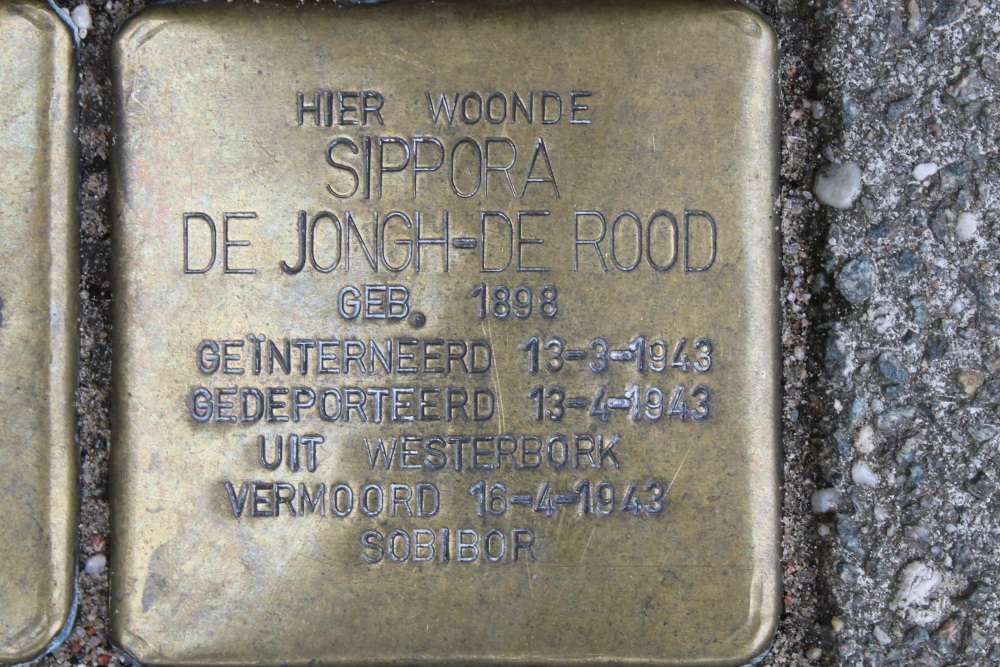 HIER WOONDE
SIPPORA
DE JONGH-DE ROOD
GEB. 1898
GEÏNTERNEERD 13-3-1943
GEDEPORTEERD 13-4-1943
UIT WESTERBORK
VERMOORD 16-4-1943
SOBIBOR